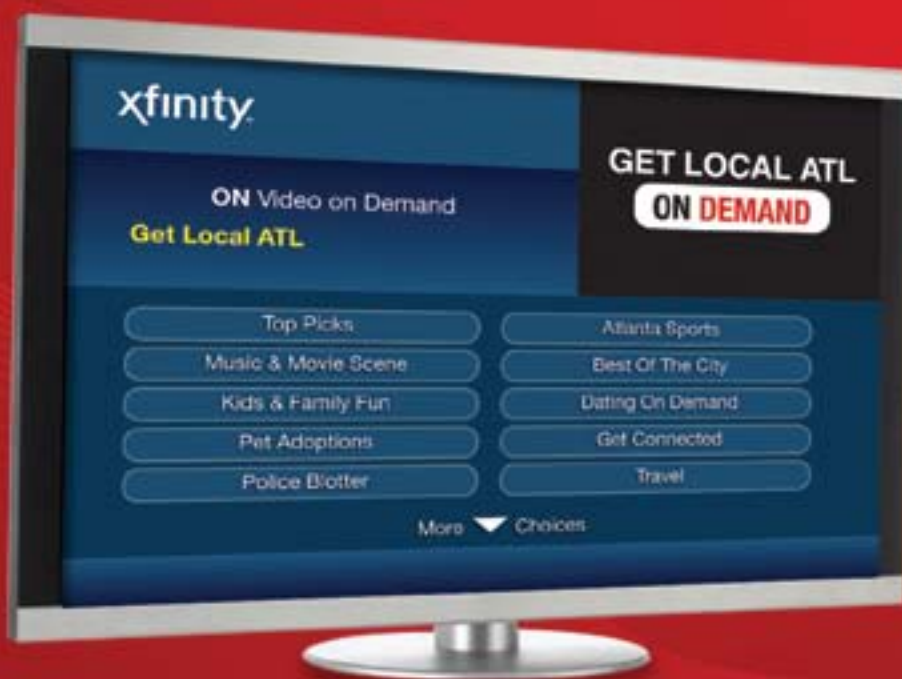 xfinity
GET LOCAL ATL
ON DEMAND
ON Video on Demand
Get Local ATL
Top Picks
Music & Movie Scene
Kids & Family Fun
Pet Adoptions
Police Blotter
Atlanta Sports
Best Of The City
Dating On Demand
Get Connected
Travel
More Choices